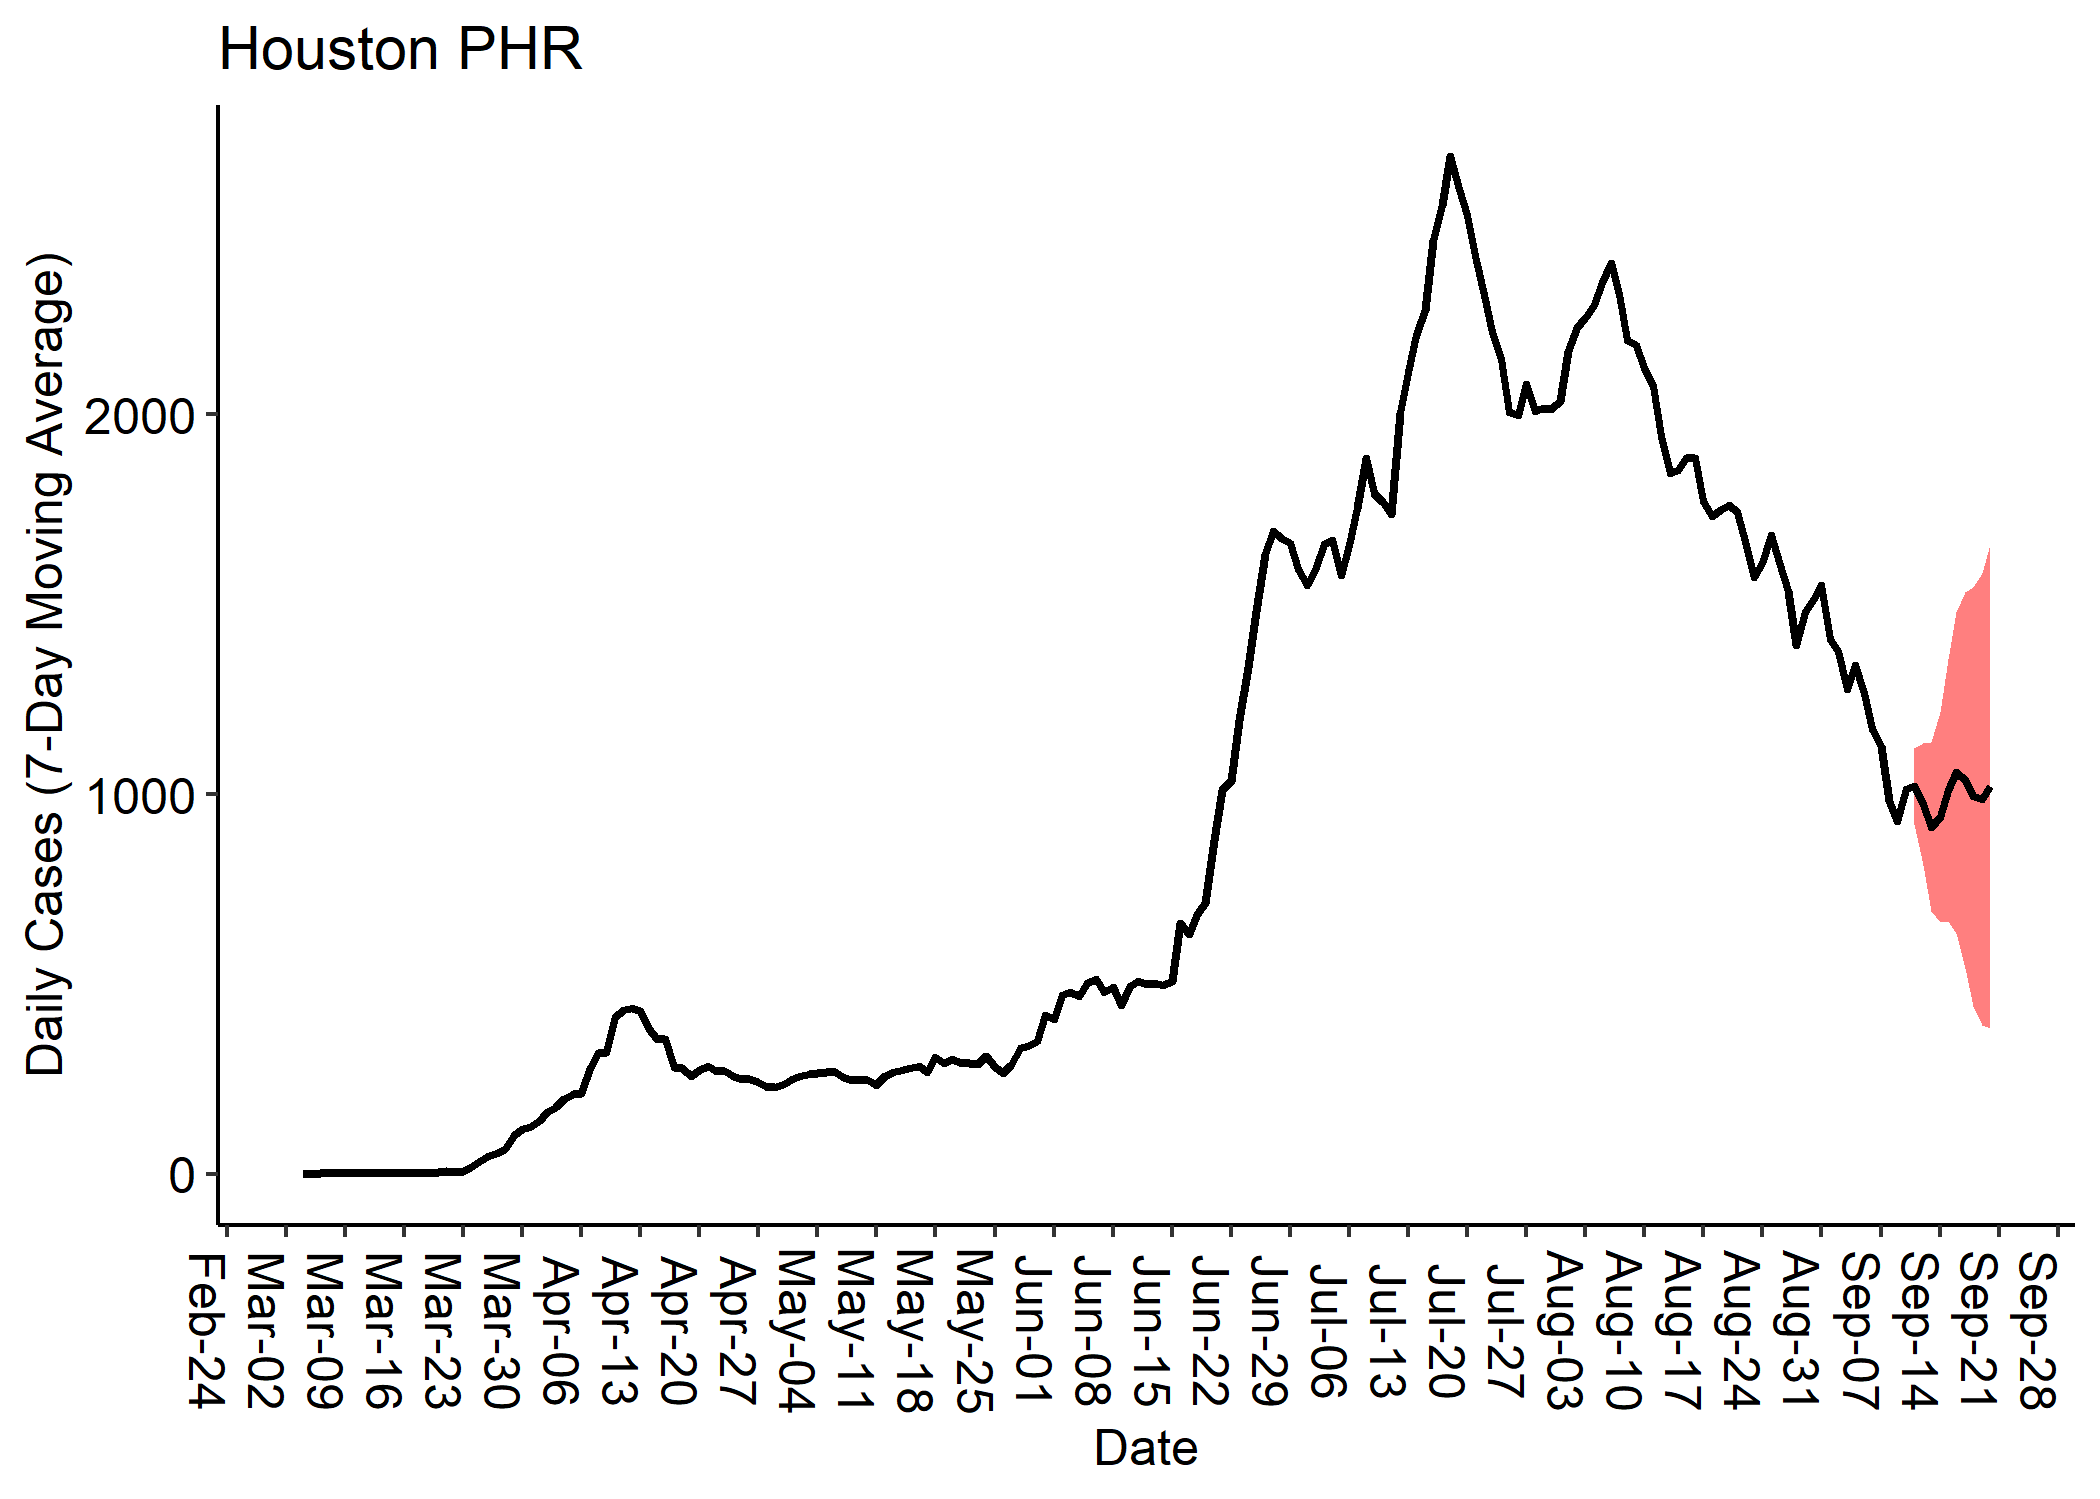 Houston PHR
Daily Cases (7-Day Moving Average)
2000
1000
0
Feb-24
Mar-02
Mar-09
Mar-16
Mar-23
Mar-30
Apr-06
Apr-13
Apr-20
Apr-27
May-04
May-11
May-18
May-25
Jun-01
Jun-08
Jun-15
Jun-22
Jun-29
Jul-06
Jul-13
Jul-20
Jul-27
Aug-03
Aug-10
Aug-17
Aug-24
Aug-31
Sep-07
Sep-14
Sep-21
Sep-28
Date